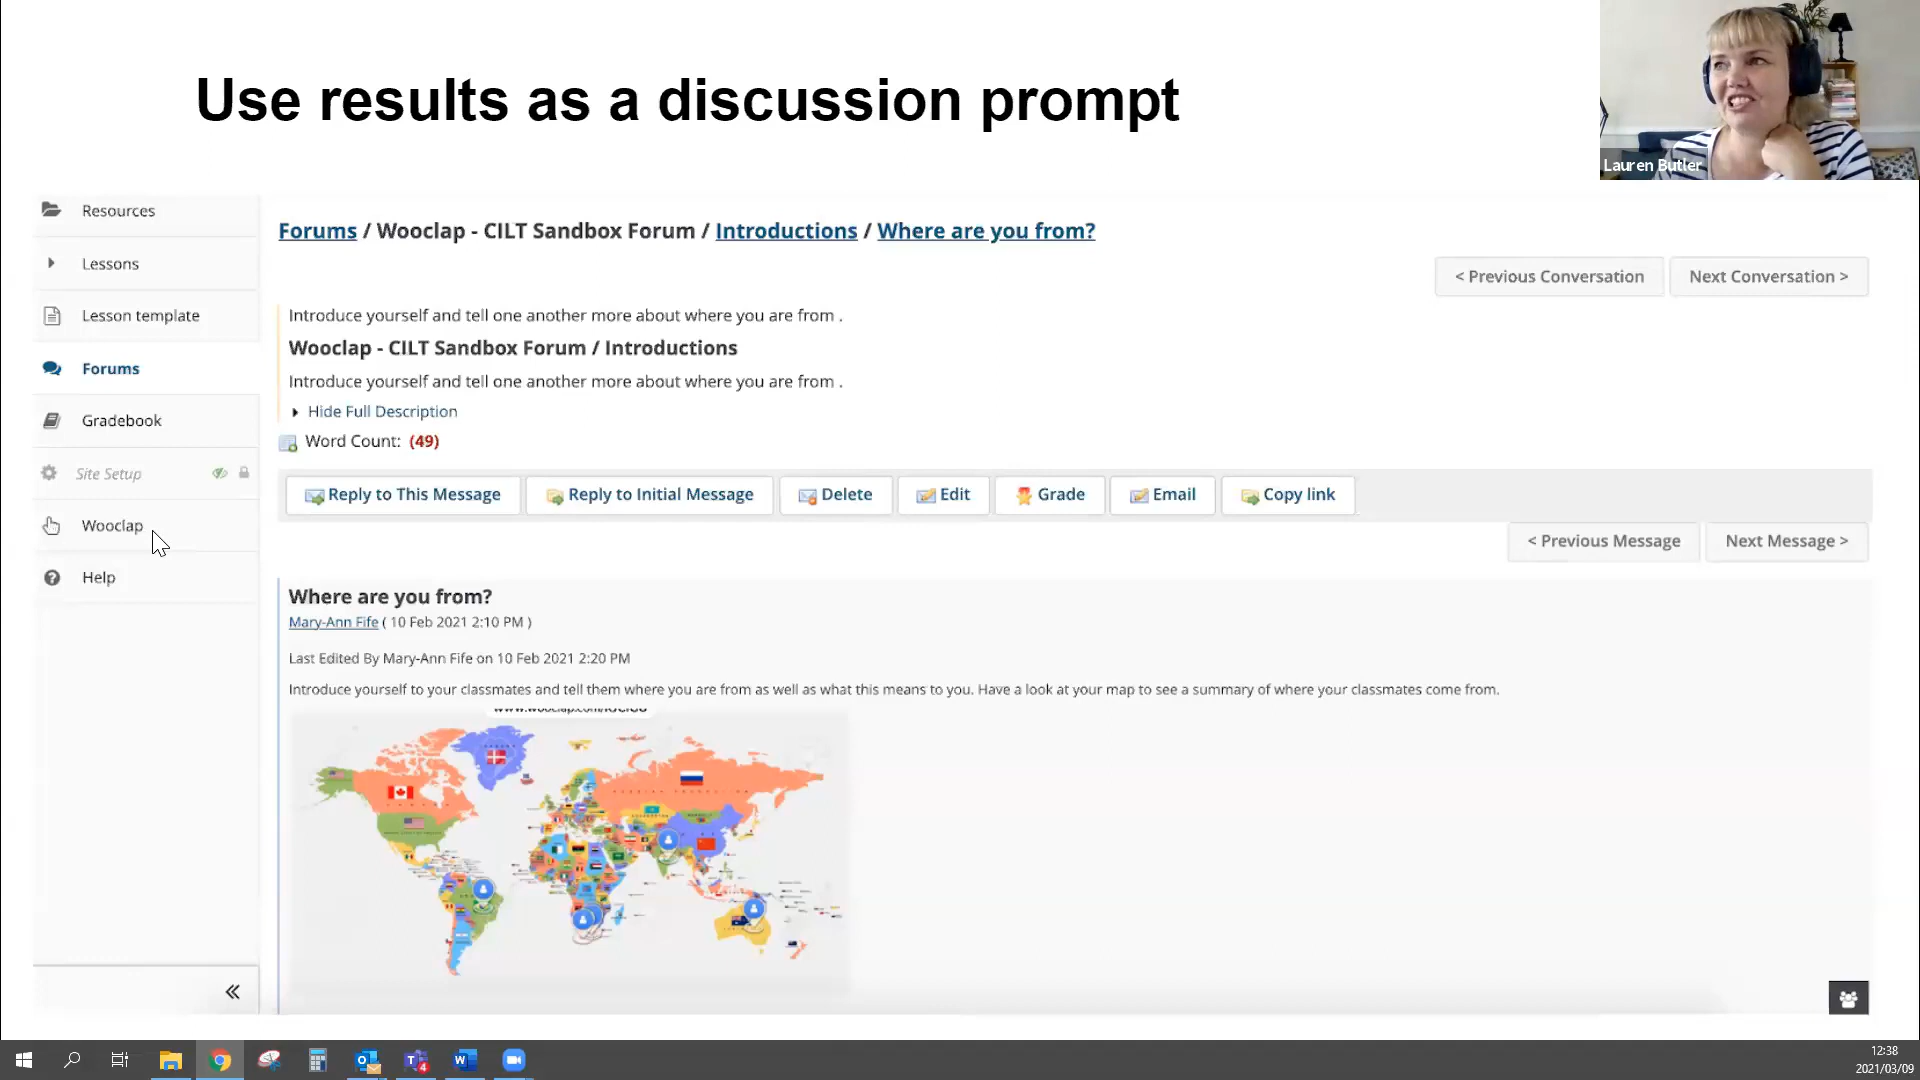 Use results as a discussion prompt
Lauren Butler
Resources
Lessons
Lesson template
Forums
Gradebook
Site Setup
Wooclap
Help
Forums / Wooclap - CILT Sandbox Forum / Introductions / Where are you from?
< Previous Conversation
Next Conversation >
Introduce yourself and tell one another more about where you are from .
Wooclap - CILT Sandbox Forum / Introductions
Introduce yourself and tell one another more about where you are from .
Hide Full Description
Word Count: (49)
Reply to This Message
Reply to Initial Message
Delete
Edit
Grade
Email
Copy link
< Previous Message
Next Message >
Where are you from?
Mary-Ann Fife ( 10 Feb 2021 2:10 PM )
Last Edited By Mary-Ann Fife on 10 Feb 2021 2:20 PM
Introduce yourself to your classmates and tell them where you are from as well as what this means to you. Have a look at your map to see a summary of where your classmates come from.
4
12:38
2021/03/09